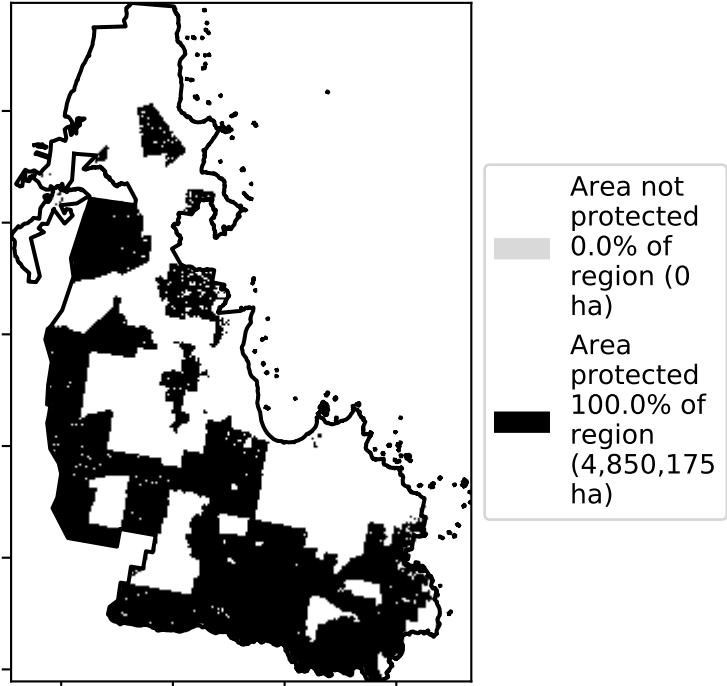 Area not
protected
0.0% of
region (0
ha)
Area
protected
100.0% of
region
(4,850,175
ha)